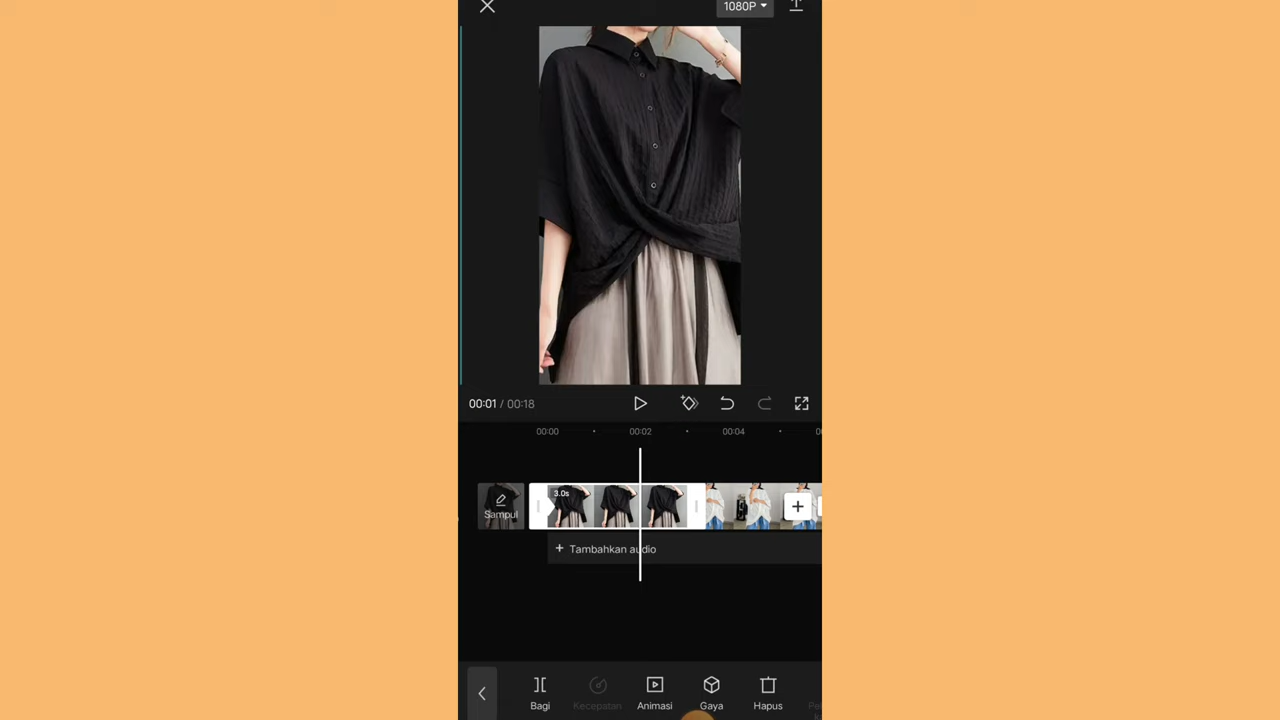 1080P
00:01 / 00:18
00:00 00:02 00:04
3.0s
Sampul
+ Tambahkan audio
Bagi Kecepatan Animasi Gaya Hapus